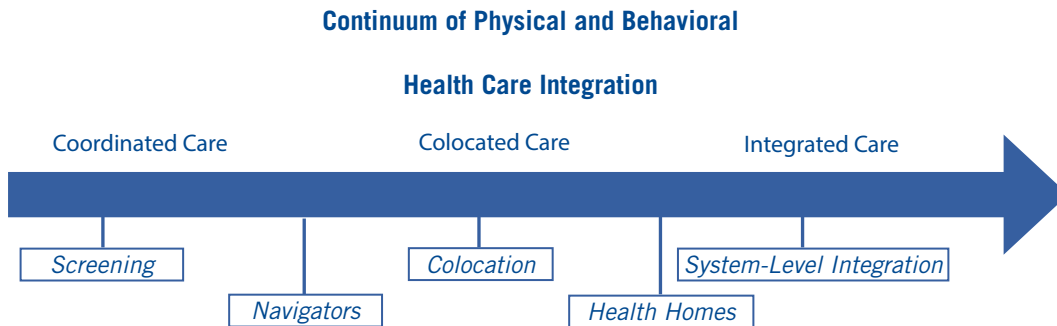 Continuum of Physical and Behavioral
Health Care Integration
Coordinated Care
Colocated Care
Integrated Care
Screening
Navigators
Colocation
Health Homes
System-Level Integration